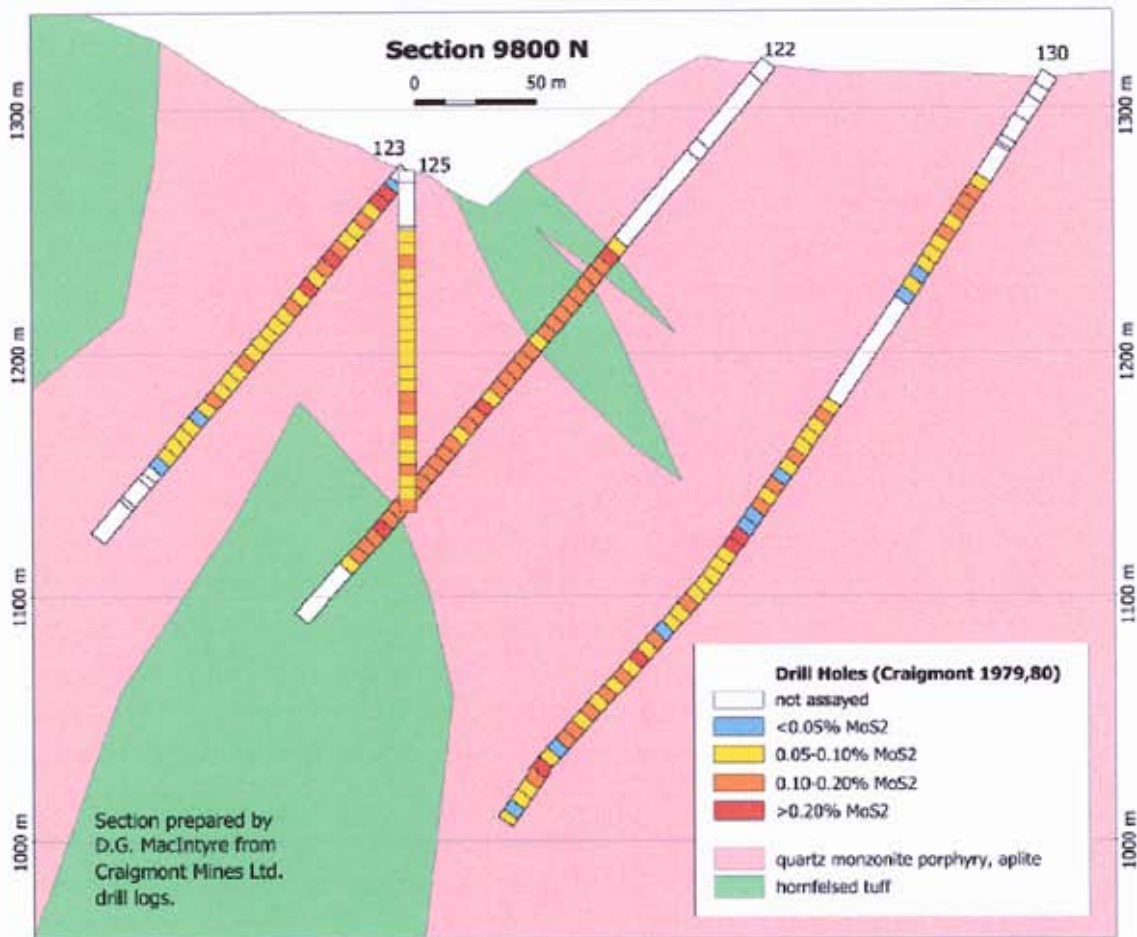 Section 9800 N
0 50 m
122
130
123
125
1300 m
1200 m
1100 m
1000 m
1300 m
1200 m
1100 m
1000 m
Drill Holes (Craigmont 1979,80)
not assayed
<0.05% MoS2
0.05-0.10% MoS2
0.10-0.20% MoS2
>0.20% MoS2
quartz monzonite porphyry, aplite
hornfelsed tuff
Section prepared by
D.G. MacIntyre from
Craigmont Mines Ltd.
drill logs.